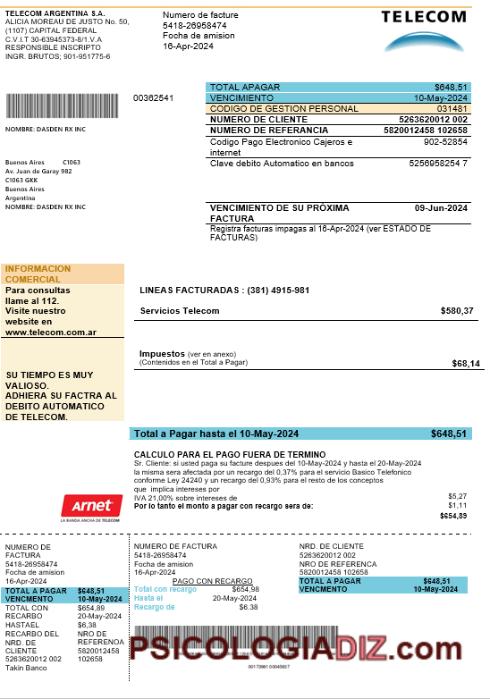 TELECOM ARGENTINA S.A.
ALICIA MOREAU DE JUSTO No. 50,
(1107) CAPITAL FEDERAL
C.V.I.T 30-63945373-8/1.V.A
RESPONSIBLE INSCRIPTO
INGR. BRUTOS; 901-951775-6
Numero de facture
5418-26958474
Focha de amision
16-Apr-2024
TELECOM
00362541
NOMBRE: DASDEN RX INC
Buenos Aires C1063
Av. Juan de Garay 982
C1063 GKK
Buenos Aires
Argentina
NOMBRE: DASDEN RX INC
TOTAL APAGAR $648,51
VENCIMIENTO 10-May-2024
CODIGO DE GESTION PERSONAL 031481
NUMERO DE CLIENTE 5263620012 002
NUMERO DE REFERANCIA 5820012458 102658
Codigo Pago Electronico Cajeros e 902-52854
internet
Clave debito Automatico en bancos 5256958254 7
VENCIMIENTO DE SU PRÓXIMA 09-Jun-2024
FACTURA
Registra facturas impagas al 16-Apr-2024 (ver ESTADO DE
FACTURAS)
INFORMACION
COMERCIAL
Para consultas
llame al 112.
Visite nuestro
website en
www.telecom.com.ar
SU TIEMPO ES MUY
VALIOSO.
ADHIERA SU FACTRA AL
DEBITO AUTOMATICO
DE TELECOM.
LINEAS FACTURADAS : (381) 4915-981
Servicios Telecom $580,37
Impuestos (ver en anexo)
(Contenidos en el Total a Pagar) $68,14
Total a Pagar hasta el 10-May-2024 $648,51
CALCULO PARA EL PAGO FUERA DE TERMINO
Sr. Cliente: si usted paga su facture despues del 10-May-2024 y hasta el 20-May-2024
la misma sera afectada por un recargo del 0,37% para el servicio Basico Telefonico
conforme Ley 24240 y un recargo del 0,93% para el resto de los conceptos
que implica intereses por
IVA 21,00% sobre intereses de $5,27
Por lo tanto el monto a pagar con recargo sera de: $1,11
$654,89
arnet
LA BANDA ANCHA DE TELECOM
NUMERO DE
FACTURA
5418-26958474
Focha de amision
16-Apr-2024
TOTAL A PAGAR $648,51
VENCMENTO 10-May-2024
TOTAL CON $654,89
RECARBO 20-May-2024
HASTAEL $6,38
RECARBO DEL NRO DE
NRD. DE REFERENCIA
CLIENTE 5820012458
5263620012 002 102658
Takin Banco
NUMERO DE FACTURA
5418-26958474
Focha de amision
16-Apr-2024
PAGO CON RECARGO
Total con recargo $654,98
Hasta el 20-May-2024
Recargo de $6.38
NRD. DE CLIENTE
5263620012 002
NRO DE REFERENCIA
5820012458 102658
TOTAL A PAGAR $648,51
VENCMENTO 10-May-2024
PSICOLOGIADIZ.com